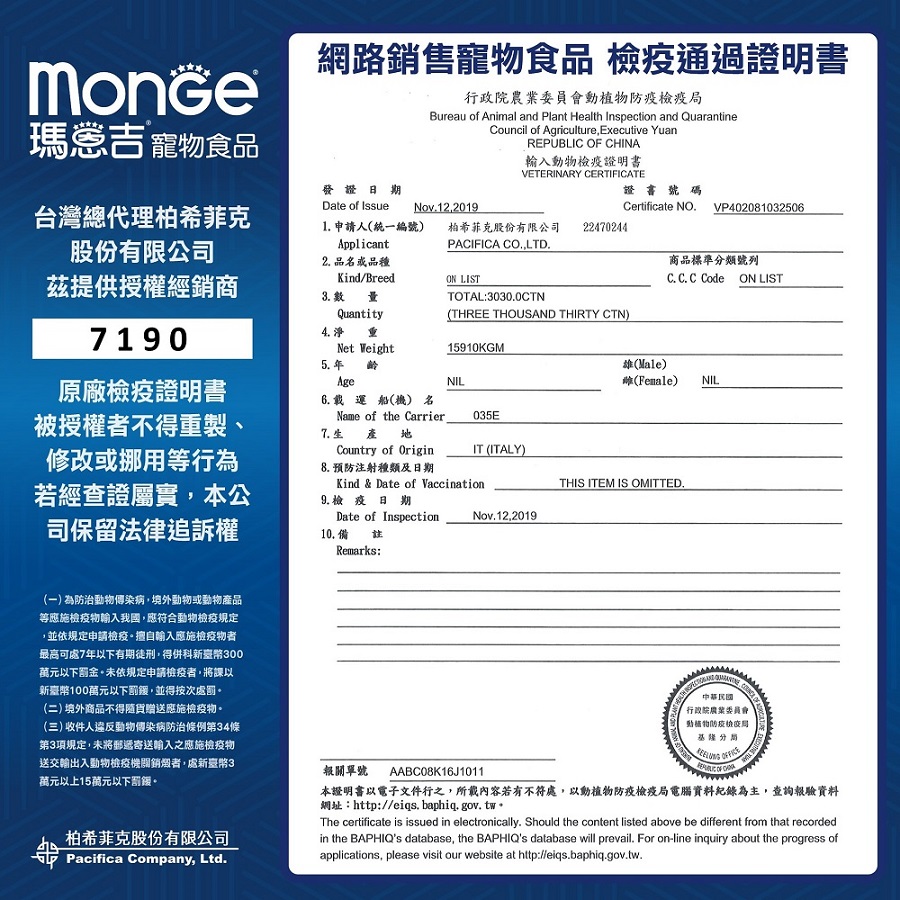 monGe
瑪恩吉 寵物食品
台灣總代理柏希菲克
股份有限公司
茲提供授權經銷商
7190
原廠檢疫證明書
被授權者不得重製、
修改或挪用等行為
若經查證屬實，本公
司保留法律追訴權
(一)為防治動物傳染病，境外動物或動物產品
等應施檢疫物輸入我國，應符合動物檢疫規定
，並依規定申請檢疫。擅自輸入應施檢疫物者
最高可處7年以下有期徒刑，得併科新臺幣300
萬元以下罰金。未依規定申請檢疫者，將課以
新臺幣100萬元以下罰鍰，並得按次處罰。
(二)境外商品不得隨貨贈送應施檢疫物。
(三)收件人違反動物傳染病防治條例第34條
第3項規定，未將郵遞寄送輸入之應施檢疫物
送交輸出入動物檢疫機關銷燬者，處新臺幣3
萬元以上15萬元以下罰鍰。
柏希菲克股份有限公司
Pacifica Company, Ltd.
網路銷售寵物食品 檢疫通過證明書
行政院農業委員會動植物防疫檢疫局
Bureau of Animal and Plant Health Inspection and Quarantine
Council of Agriculture,Executive Yuan
REPUBLIC OF CHINA
輸入動物檢疫證明書
VETERINARY CERTIFICATE
發證日期 證書號碼
Date of Issue Nov.12,2019 Certificate NO. VP402081032506
1.申請人(統一編號) 柏希菲克股份有限公司 22470244
Applicant PACIFICA CO.,LTD.
2.品名或品種 商品標準分類號列
Kind/Breed ON LIST C.C.C Code ON LIST
3.數量 TOTAL:3030.0CTN
Quantity (THREE THOUSAND THIRTY CTN)
4.淨重
Net Weight 15910KGM
5.年齡 雄(Male)
Age NIL 雌(Female) NIL
6.載運船(機)名
Name of the Carrier 035E
7.生產地
Country of Origin IT (ITALY)
8.預防注射種類及日期
Kind & Date of Vaccination THIS ITEM IS OMITTED.
9.檢疫日期
Date of Inspection Nov.12,2019
10.備註
Remarks:
中華民國
行政院農業委員會
動植物防疫檢疫局
基隆分局
KEELUNG OFFICE
BUREAU OF ANIMAL AND PLANT HEALTH INSPECTION AND QUARANTINE, COUNCIL OF AGRICULTURE, EXECUTIVE YUAN
REPUBLIC OF CHINA
報關單號 AABC08K16J1011
本證明書以電子文件行之，所載內容若有不符處，以動植物防疫檢疫局電腦資料紀錄為主，查詢報驗資料
網址：http://eiqs.baphiq.gov.tw。
The certificate is issued in electronically. Should the content listed above be different from that recorded
in the BAPHIQ's database, the BAPHIQ's database will prevail. For on-line inquiry about the progress of
applications, please visit our website at http://eiqs.baphiq.gov.tw.